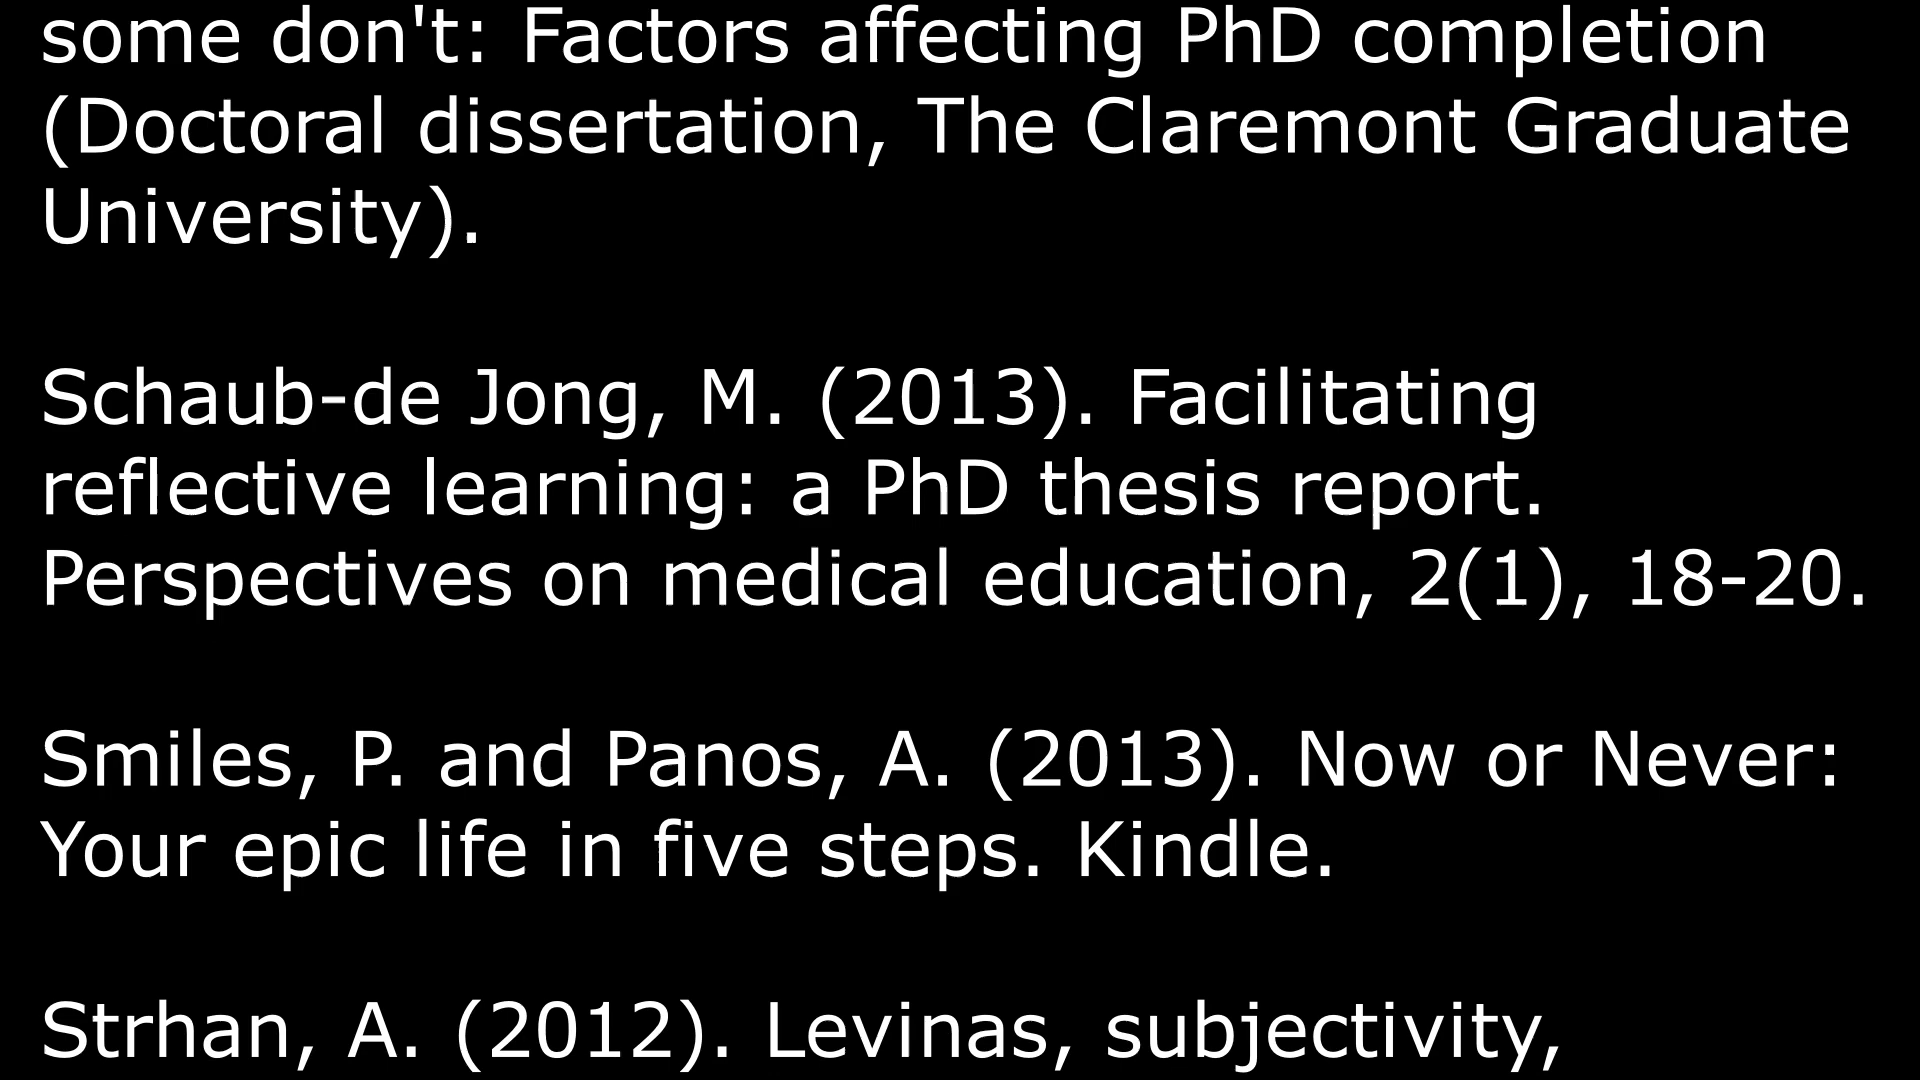 some don't: Factors affecting PhD completion
(Doctoral dissertation, The Claremont Graduate
University).
Schaub-de Jong, M. (2013). Facilitating
reflective learning: a PhD thesis report.
Perspectives on medical education, 2(1), 18-20.
Smiles, P. and Panos, A. (2013). Now or Never:
Your epic life in five steps. Kindle.
Strhan, A. (2012). Levinas, subjectivity,